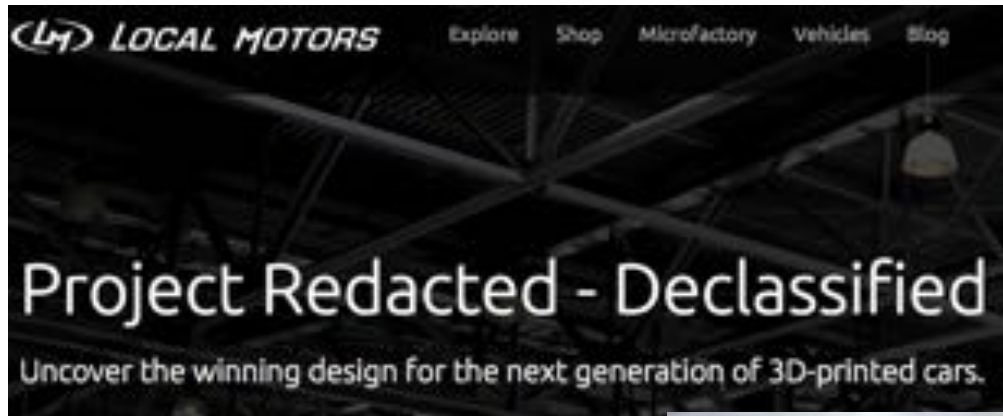 LM LOCAL MOTORS Explore Shop Microfactory Vehicles Blog
Project Redacted - Declassified
Uncover the winning design for the next generation of 3D-printed cars.